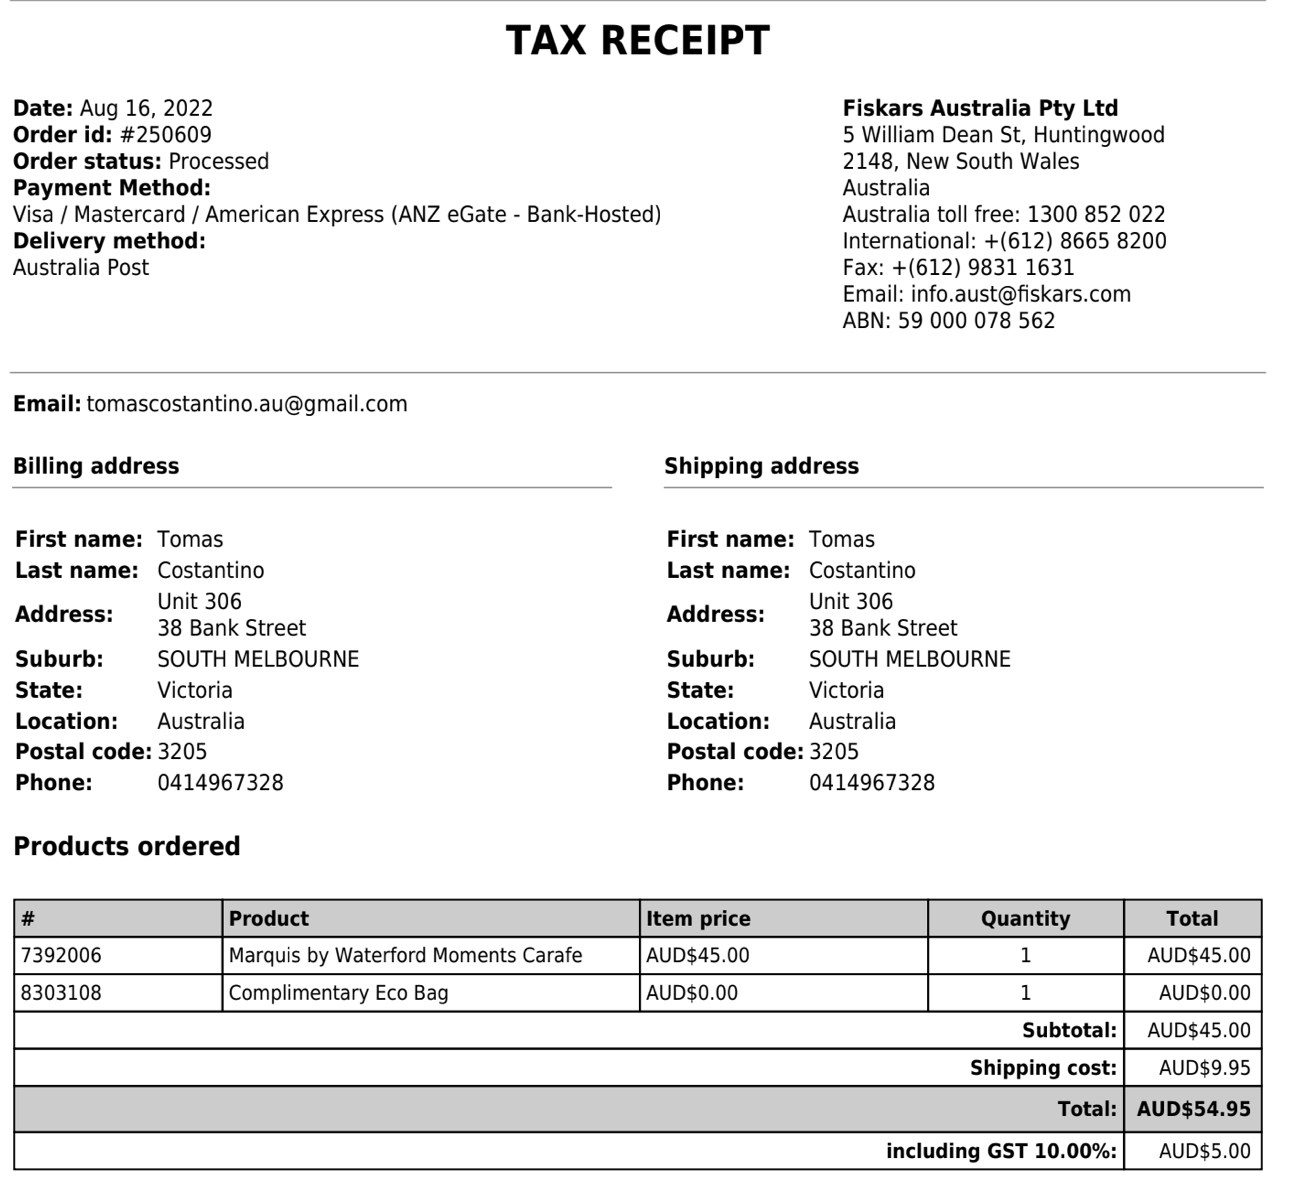 TAX RECEIPT
Date: Aug 16, 2022
Order id: #250609
Order status: Processed
Payment Method:
Visa / Mastercard / American Express (ANZ eGate - Bank-Hosted)
Delivery method:
Australia Post
Fiskars Australia Pty Ltd
5 William Dean St, Huntingwood
2148, New South Wales
Australia
Australia toll free: 1300 852 022
International: +(612) 8665 8200
Fax: +(612) 9831 1631
Email: info.aust@fiskars.com
ABN: 59 000 078 562
Email: tomascostantino.au@gmail.com
Billing address
First name: Tomas
Last name: Costantino
Address: Unit 306
38 Bank Street
Suburb: SOUTH MELBOURNE
State: Victoria
Location: Australia
Postal code: 3205
Phone: 0414967328
Shipping address
First name: Tomas
Last name: Costantino
Address: Unit 306
38 Bank Street
Suburb: SOUTH MELBOURNE
State: Victoria
Location: Australia
Postal code: 3205
Phone: 0414967328
Products ordered
# Product Item price Quantity Total
7392006 Marquis by Waterford Moments Carafe AUD$45.00 1 AUD$45.00
8303108 Complimentary Eco Bag AUD$0.00 1 AUD$0.00
Subtotal: AUD$45.00
Shipping cost: AUD$9.95
Total: AUD$54.95
including GST 10.00%: AUD$5.00